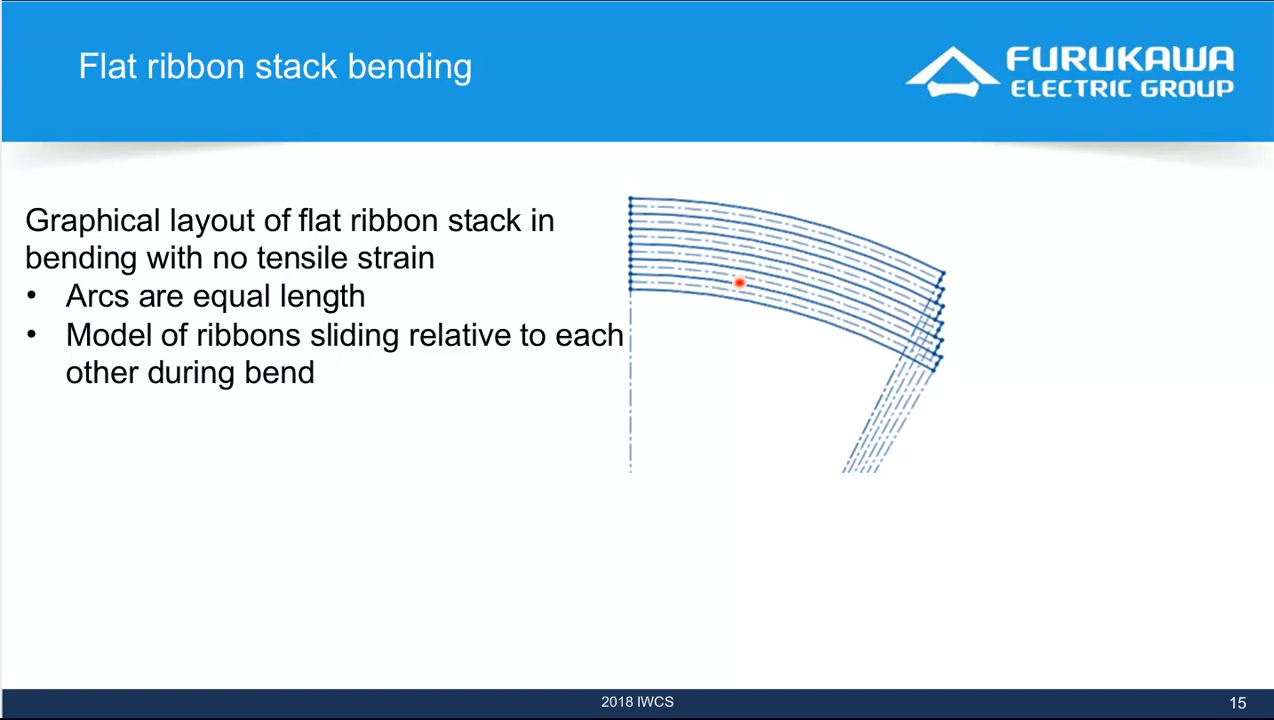 Flat ribbon stack bending
FURUKAWA
ELECTRIC GROUP
Graphical layout of flat ribbon stack in
bending with no tensile strain
• Arcs are equal length
• Model of ribbons sliding relative to each
other during bend
2018 IWCS
15